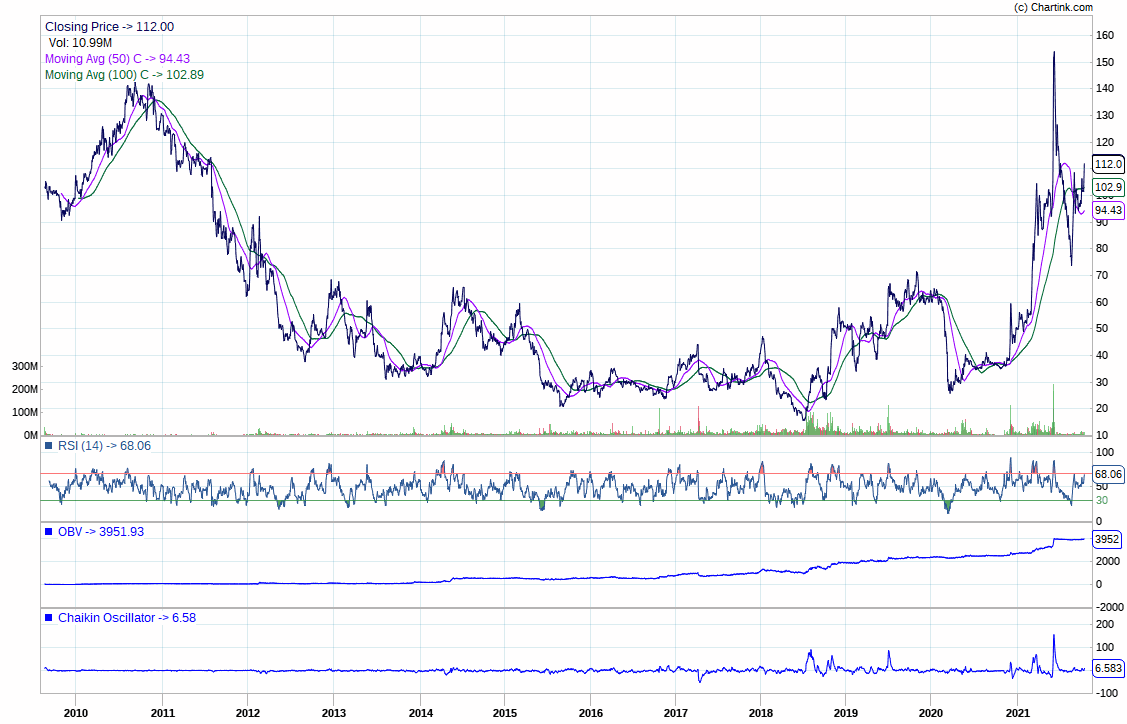 (c) Chartink.com
Closing Price -> 112.00
Vol: 10.99M
Moving Avg (50) C -> 94.43
Moving Avg (100) C -> 102.89
160
150
140
130
120
112.0
102.9
94.43
90
80
70
60
50
40
30
20
10
300M
200M
100M
0M
RSI (14) -> 68.06
100
68.06
50
30
0
OBV -> 3951.93
3952
2000
0
-2000
Chaikin Oscillator -> 6.58
200
100
6.583
-100
2010 2011 2012 2013 2014 2015 2016 2017 2018 2019 2020 2021